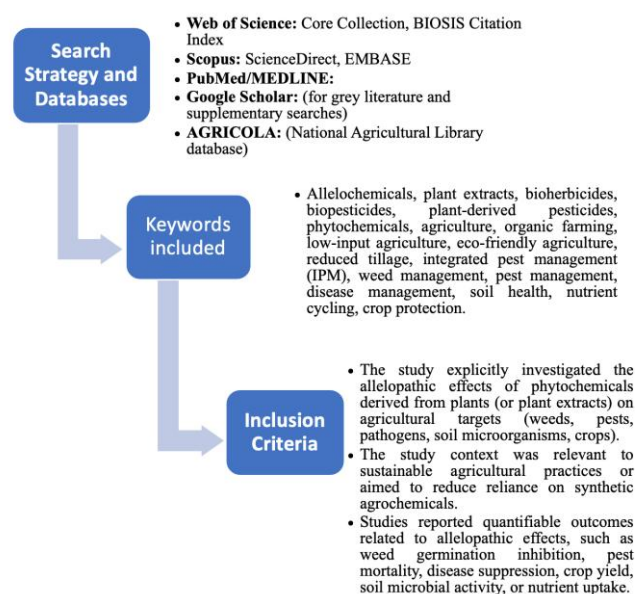 Search
Strategy and
Databases
• Web of Science: Core Collection, BIOSIS Citation
Index
• Scopus: ScienceDirect, EMBASE
• PubMed/MEDLINE:
• Google Scholar: (for grey literature and
supplementary searches)
• AGRICOLA: (National Agricultural Library
database)
Keywords
included
• Allelochemicals, plant extracts, bioherbicides,
biopesticides, plant-derived pesticides,
phytochemicals, agriculture, organic farming,
low-input agriculture, eco-friendly agriculture,
reduced tillage, integrated pest management
(IPM), weed management, pest management,
disease management, soil health, nutrient
cycling, crop protection.
Inclusion
Criteria
• The study explicitly investigated the
allelopathic effects of phytochemicals
derived from plants (or plant extracts) on
agricultural targets (weeds, pests,
pathogens, soil microorganisms, crops).
• The study context was relevant to
sustainable agricultural practices or
aimed to reduce reliance on synthetic
agrochemicals.
• Studies reported quantifiable outcomes
related to allelopathic effects, such as
weed germination inhibition, pest
mortality, disease suppression, crop yield,
soil microbial activity, or nutrient uptake.